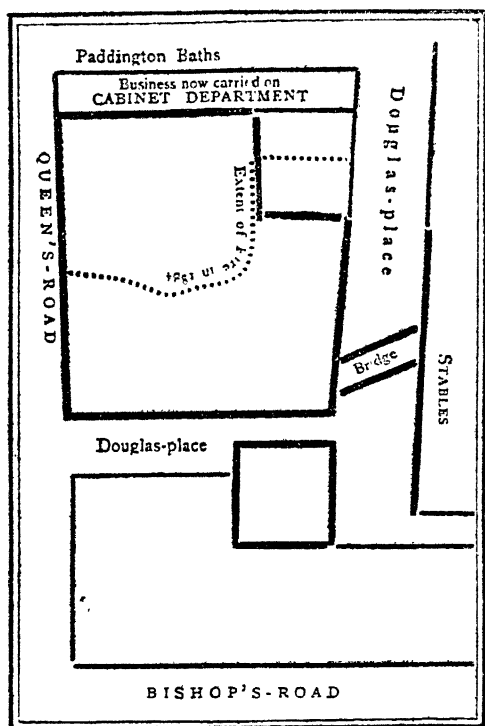 Paddington Baths
Business now carried on
CABINET DEPARTMENT
QUEEN'S-ROAD
Extent of Fire in 1884
Douglas-place
Bridge
STABLES
Douglas-place
BISHOP'S-ROAD